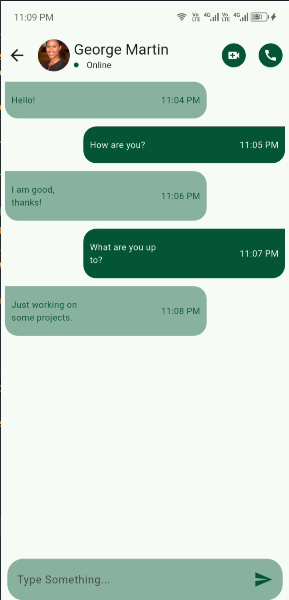 11:09 PM
George Martin
Online
Hello! 11:04 PM
How are you? 11:05 PM
I am good,
thanks! 11:06 PM
What are you up
to? 11:07 PM
Just working on
some projects. 11:08 PM
Type Something...